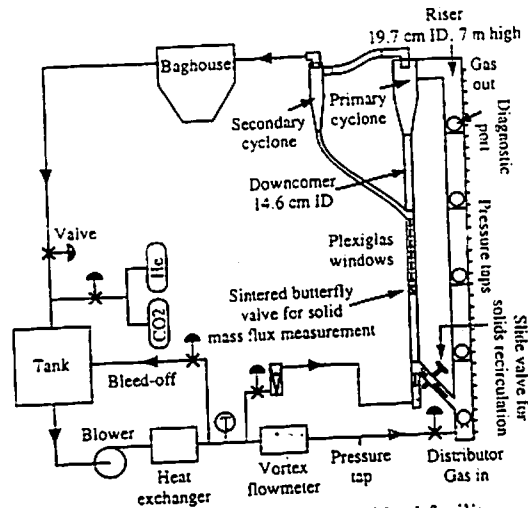 Riser
19.7 cm ID, 7 m high
Baghouse
Gas
out
Primary
cyclone
Secondary
cyclone
Diagnostic
port
Downcomer
14.6 cm ID
Plexiglas
windows
Pressure taps
Valve
He
CO2
Sintered butterfly
valve for solid
mass flux measurement
Slide valve for
solids recirculation
Tank
Bleed-off
Blower
T
Heat
exchanger
Vortex
flowmeter
Pressure
tap
Distributor
Gas in